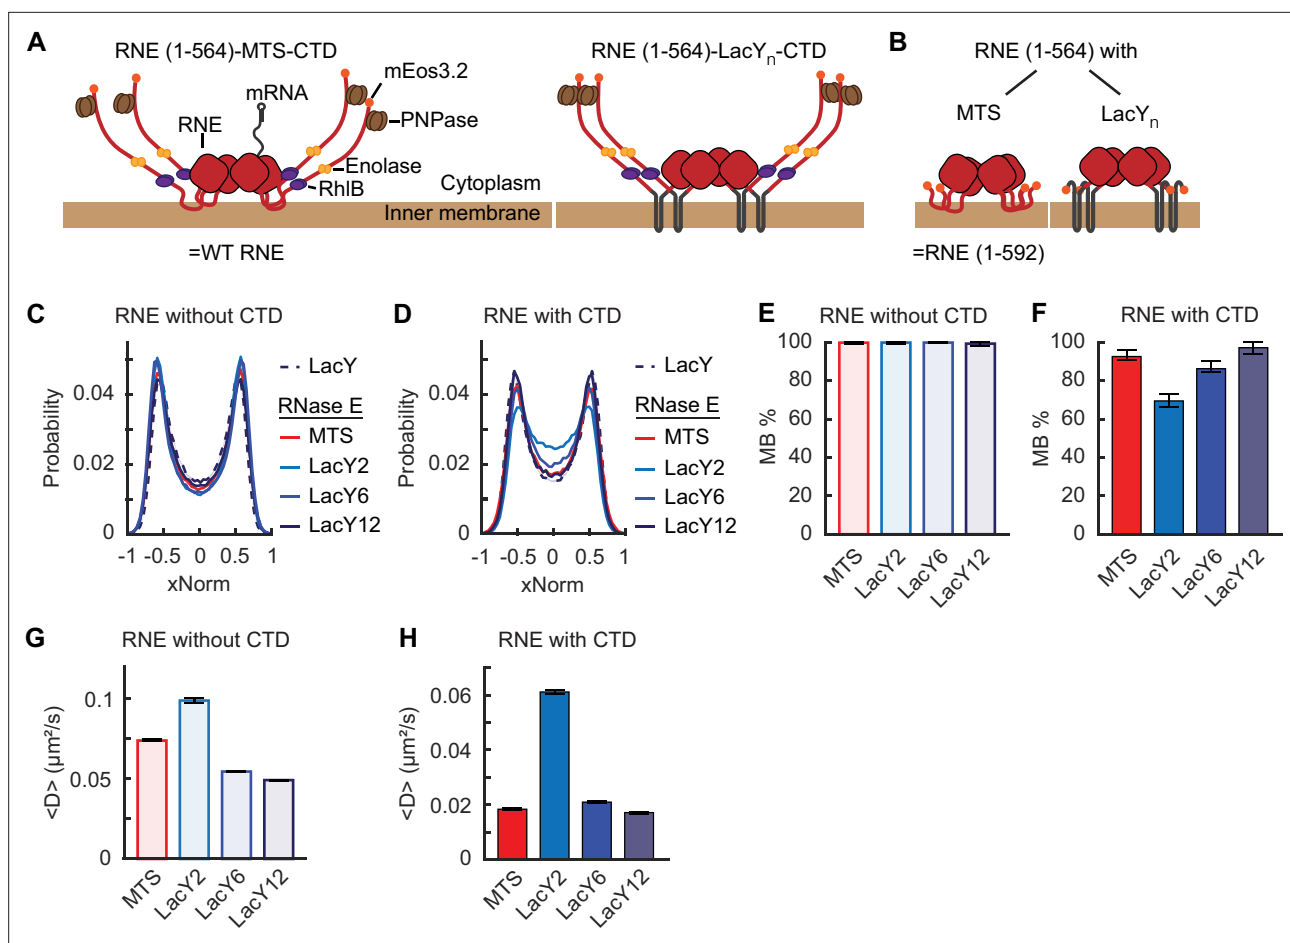 A
RNE (1-564)-MTS-CTD
RNE (1-564)-LacYn-CTD
mEos3.2
mRNA
RNE
PNPase
Enolase
RhlB
Cytoplasm
Inner membrane
=WT RNE
B
RNE (1-564) with
MTS
LacYn
=RNE (1-592)
C
RNE without CTD
Probability
0.04
0.02
0
-1
-0.5
0
0.5
1
xNorm
LacY
RNase E
MTS
LacY2
LacY6
LacY12
D
RNE with CTD
Probability
0.04
0.02
0
-1
-0.5
0
0.5
1
xNorm
LacY
RNase E
MTS
LacY2
LacY6
LacY12
E
RNE without CTD
MB %
100
80
60
40
20
0
MTS
LacY2
LacY6
LacY12
F
RNE with CTD
MB %
100
80
60
40
20
0
MTS
LacY2
LacY6
LacY12
G
RNE without CTD
<D> (μm²/s)
0.1
0.05
0
MTS
LacY2
LacY6
LacY12
H
RNE with CTD
<D> (μm²/s)
0.06
0.04
0.02
0
MTS
LacY2
LacY6
LacY12